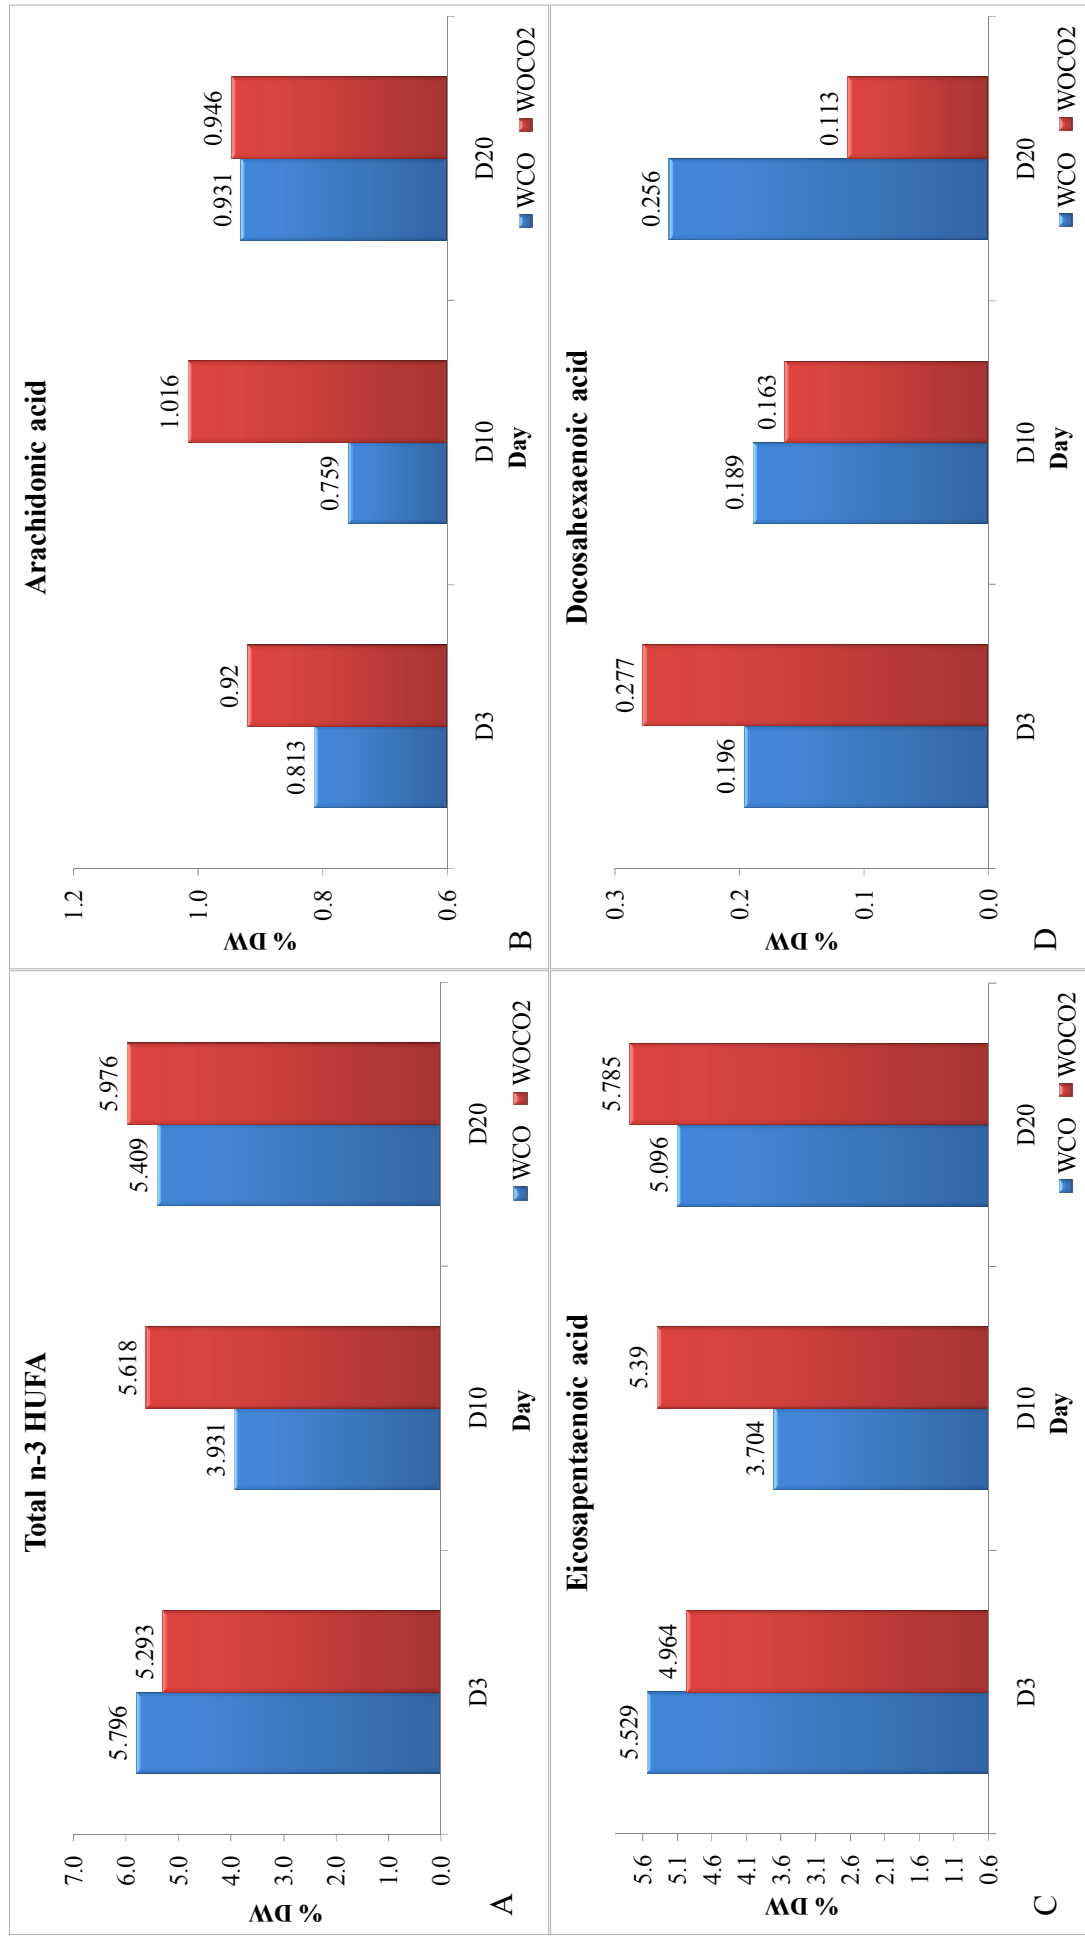 Total n-3 HUFA
% DW
7.0
6.0
5.0
4.0
3.0
2.0
1.0
0.0
5.796
5.293
3.931
5.618
5.409
5.976
D3
D10
D20
Day
WCO
WOCO2
A
Arachidonic acid
% DW
1.2
1.0
0.8
0.6
0.813
0.92
0.759
1.016
0.931
0.946
D3
D10
D20
Day
WCO
WOCO2
B
Eicosapentaenoic acid
% DW
5.6
5.1
4.6
4.1
3.6
3.1
2.6
2.1
1.6
1.1
0.6
5.529
4.964
3.704
5.39
5.096
5.785
D3
D10
D20
Day
WCO
WOCO2
C
Docosahexaenoic acid
% DW
0.3
0.2
0.1
0.0
0.196
0.277
0.189
0.163
0.256
0.113
D3
D10
D20
Day
WCO
WOCO2
D